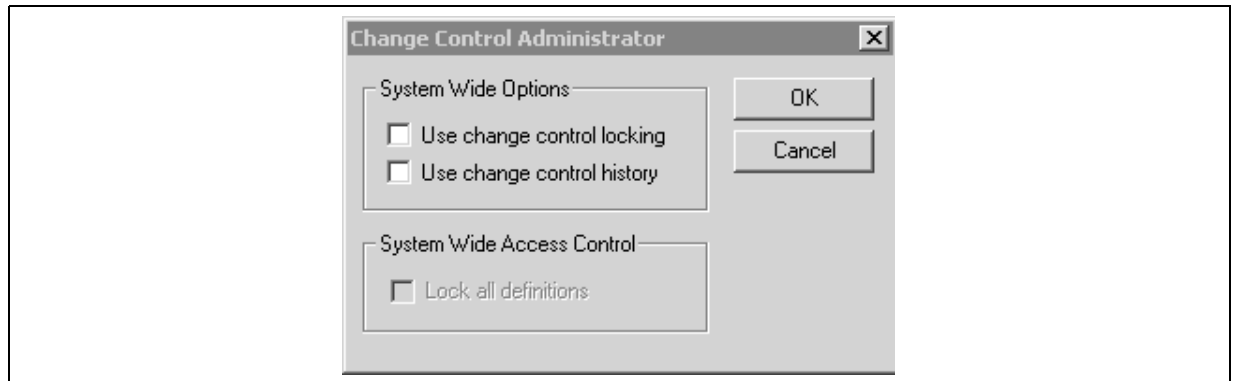 Change Control Administrator
System Wide Options
Use change control locking
Use change control history
OK
Cancel
System Wide Access Control
Lock all definitions